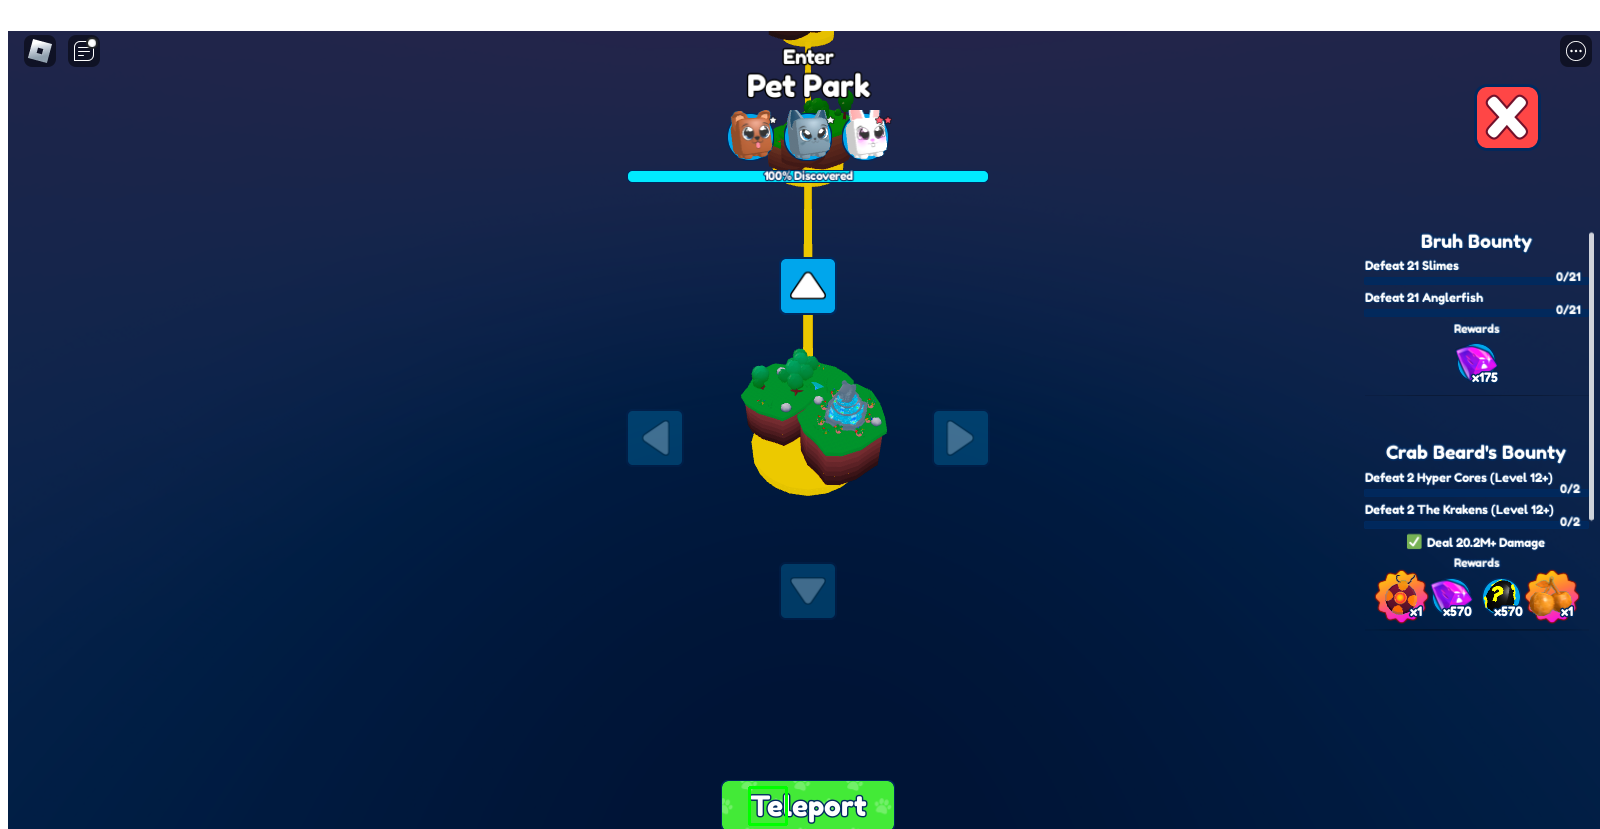 Enter
Pet Park
100% Discovered
Bruh Bounty
Defeat 21 Slimes
0/21
Defeat 21 Anglerfish
0/21
Rewards
x175
Crab Beard's Bounty
Defeat 2 Hyper Cores (Level 12+)
0/2
Defeat 2 The Krakens (Level 12+)
0/2
✅ Deal 20.2M+ Damage
Rewards
x1 x570 ? x570 x1
Teleport